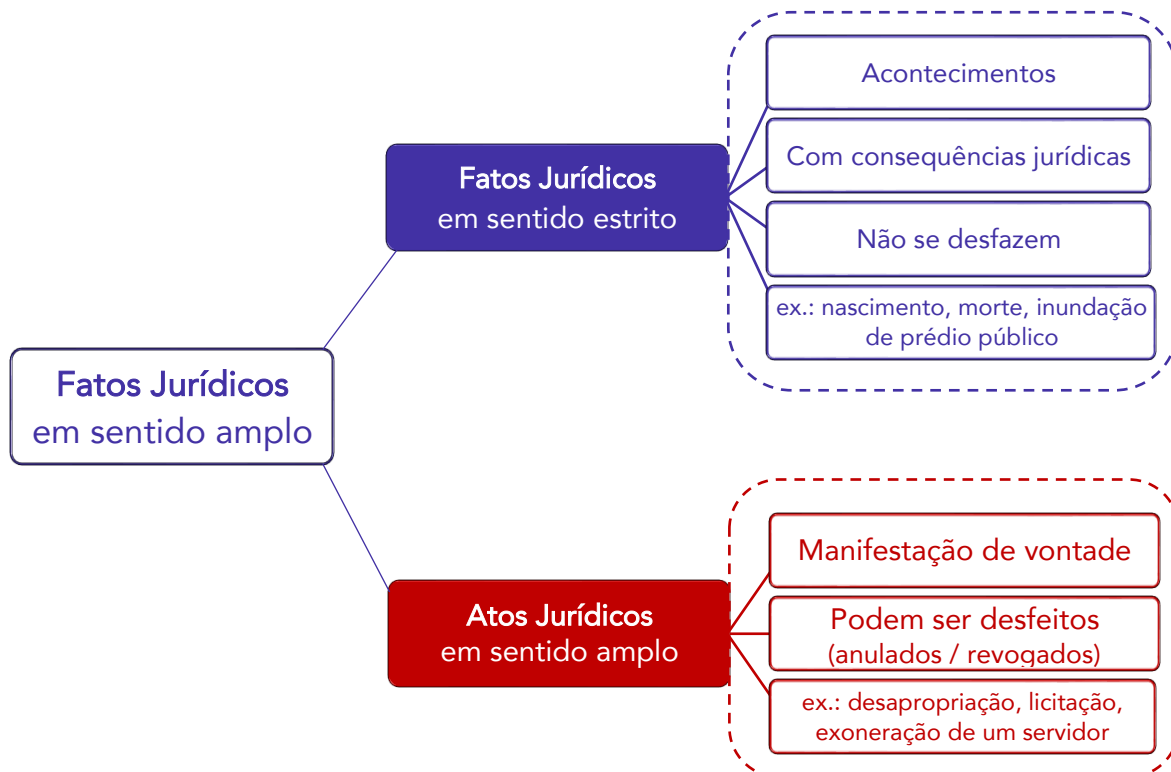 Fatos Jurídicos
em sentido amplo
Fatos Jurídicos
em sentido estrito
Acontecimentos
Com consequências jurídicas
Não se desfazem
ex.: nascimento, morte, inundação
de prédio público
Atos Jurídicos
em sentido amplo
Manifestação de vontade
Podem ser desfeitos
(anulados / revogados)
ex.: desapropriação, licitação,
exoneração de um servidor